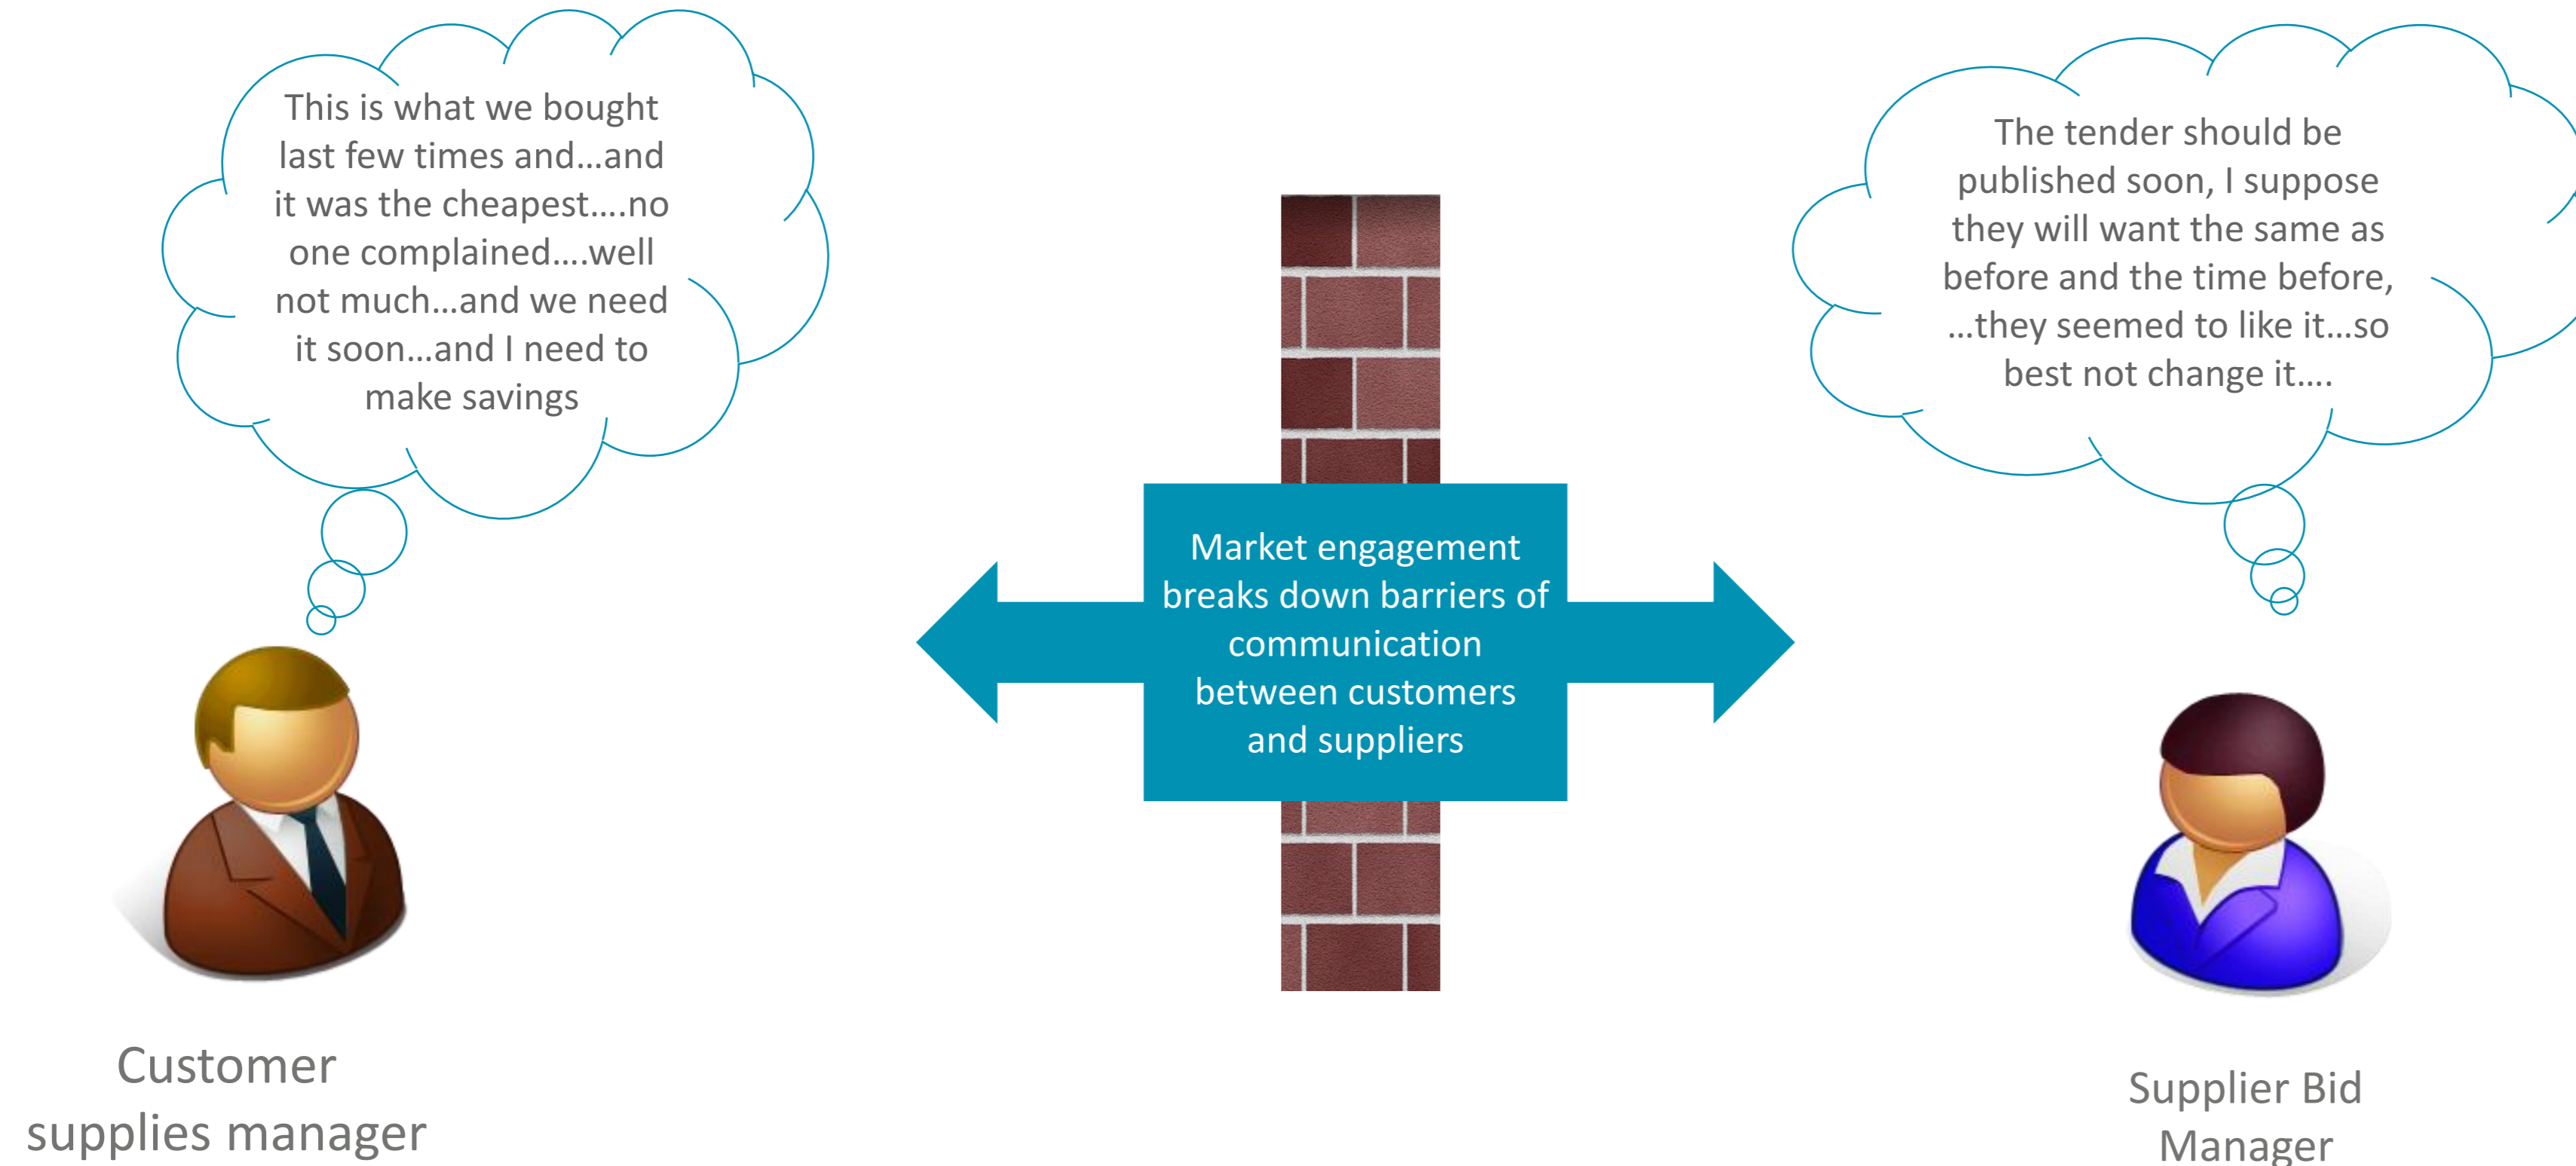 This is what we bought
last few times and...and
it was the cheapest....no
one complained....well
not much...and we need
it soon...and I need to
make savings
The tender should be
published soon, I suppose
they will want the same as
before and the time before,
...they seemed to like it...so
best not change it....
Market engagement
breaks down barriers of
communication
between customers
and suppliers
Customer
supplies manager
Supplier Bid
Manager